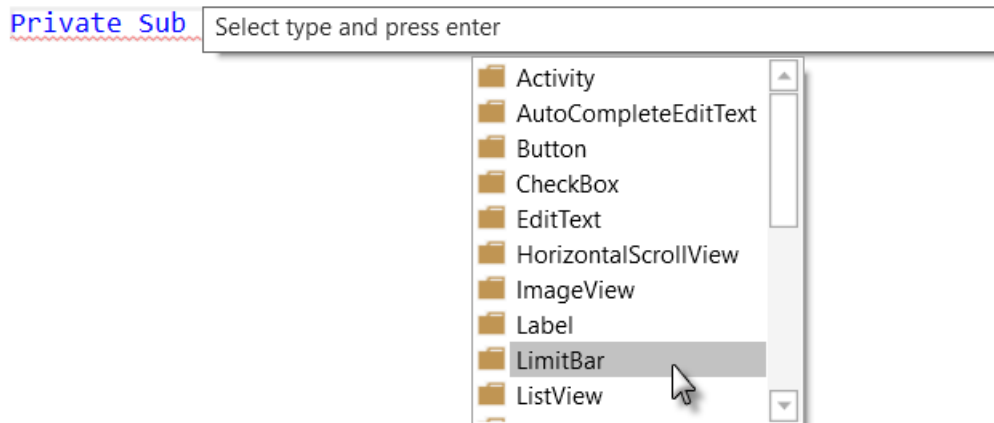 Private Sub Select type and press enter
Activity
AutoCompleteEditText
Button
CheckBox
EditText
HorizontalScrollView
ImageView
Label
LimitBar
ListView